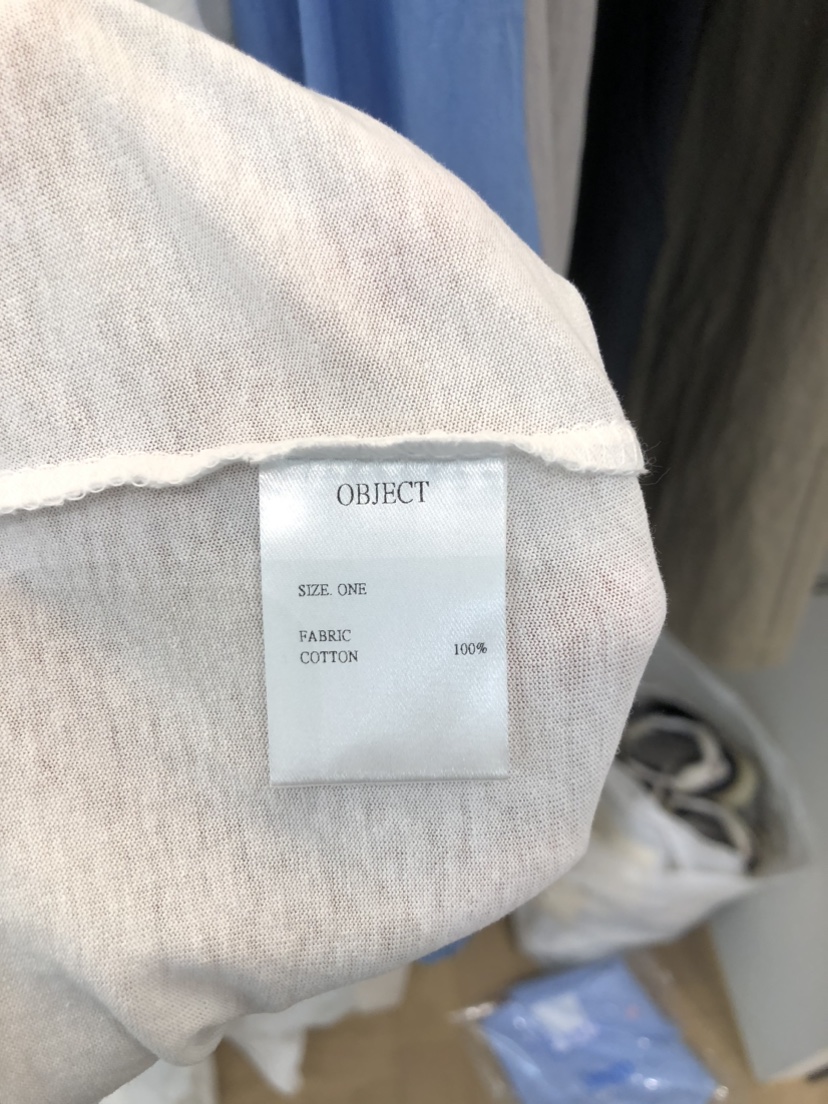 OBJECT
SIZE. ONE
FABRIC
COTTON 100%